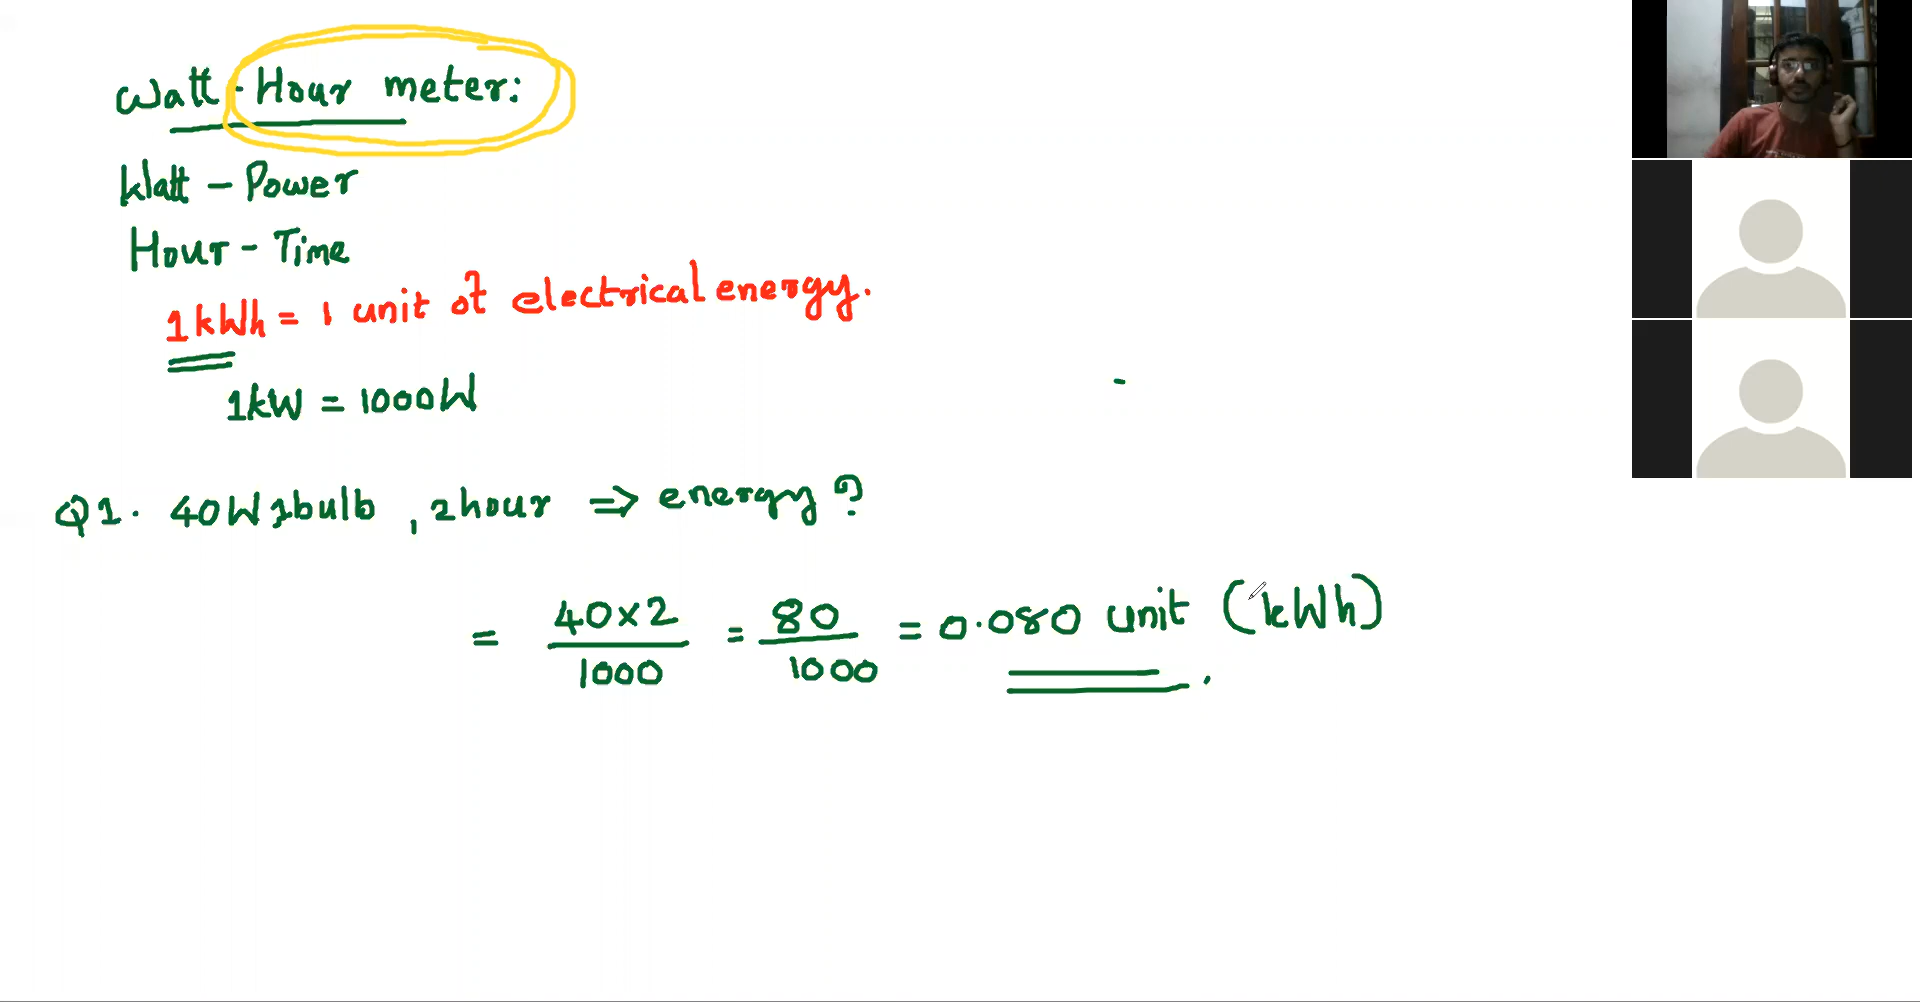 Watt-Hour meter:
Watt - Power
Hour - Time
1kWh = 1 unit of electrical energy.
1kW = 1000W
Q1. 40W 1bulb, 2hour ⇒ energy?
= 40×2/1000 = 80/1000 = 0.080 unit (kWh).